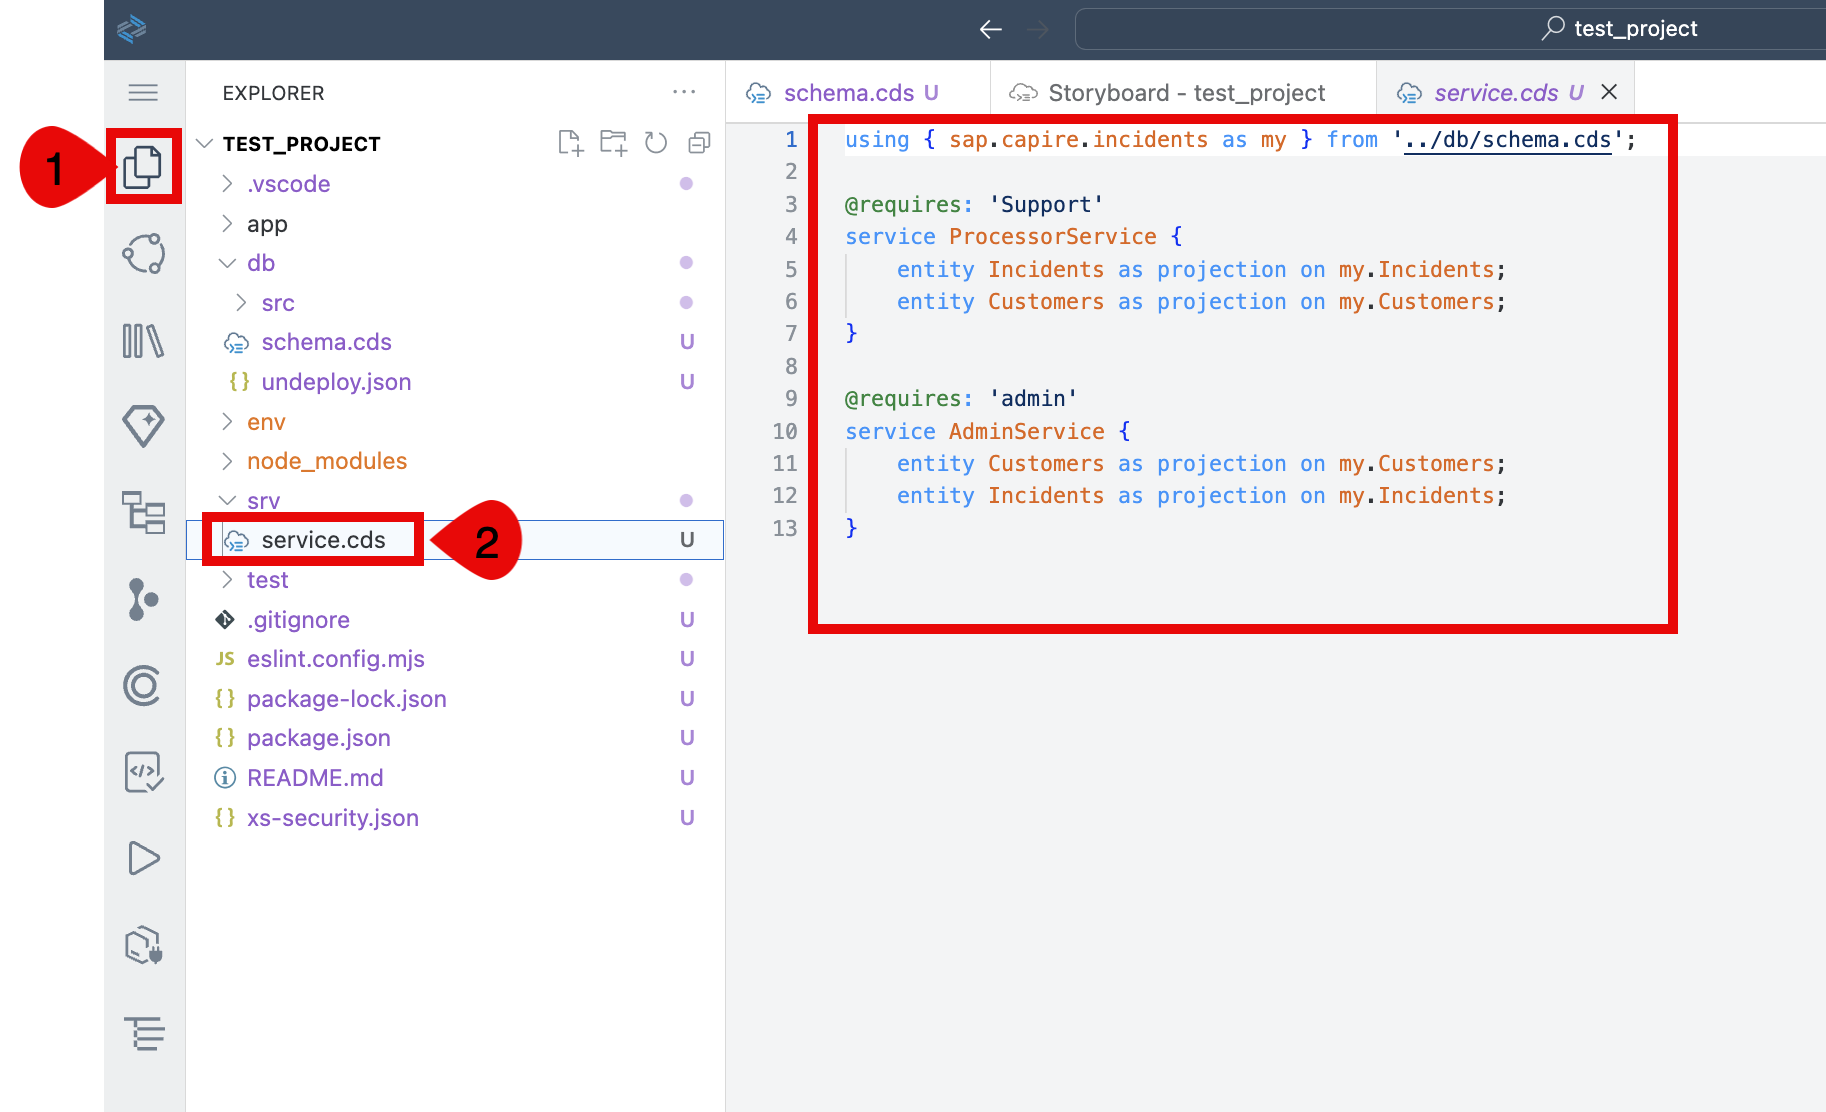 test_project
EXPLORER
schema.cds U
Storyboard - test_project
service.cds U
1
TEST_PROJECT
.vscode
app
db
src
schema.cds U
{} undeploy.json U
env
node_modules
srv
service.cds U
2
test
.gitignore U
JS eslint.config.mjs U
{} package-lock.json U
{} package.json U
README.md U
{} xs-security.json U
1 using { sap.capire.incidents as my } from '../db/schema.cds';
2
3 @requires: 'Support'
4 service ProcessorService {
5 entity Incidents as projection on my.Incidents;
6 entity Customers as projection on my.Customers;
7 }
8
9 @requires: 'admin'
10 service AdminService {
11 entity Customers as projection on my.Customers;
12 entity Incidents as projection on my.Incidents;
13 }